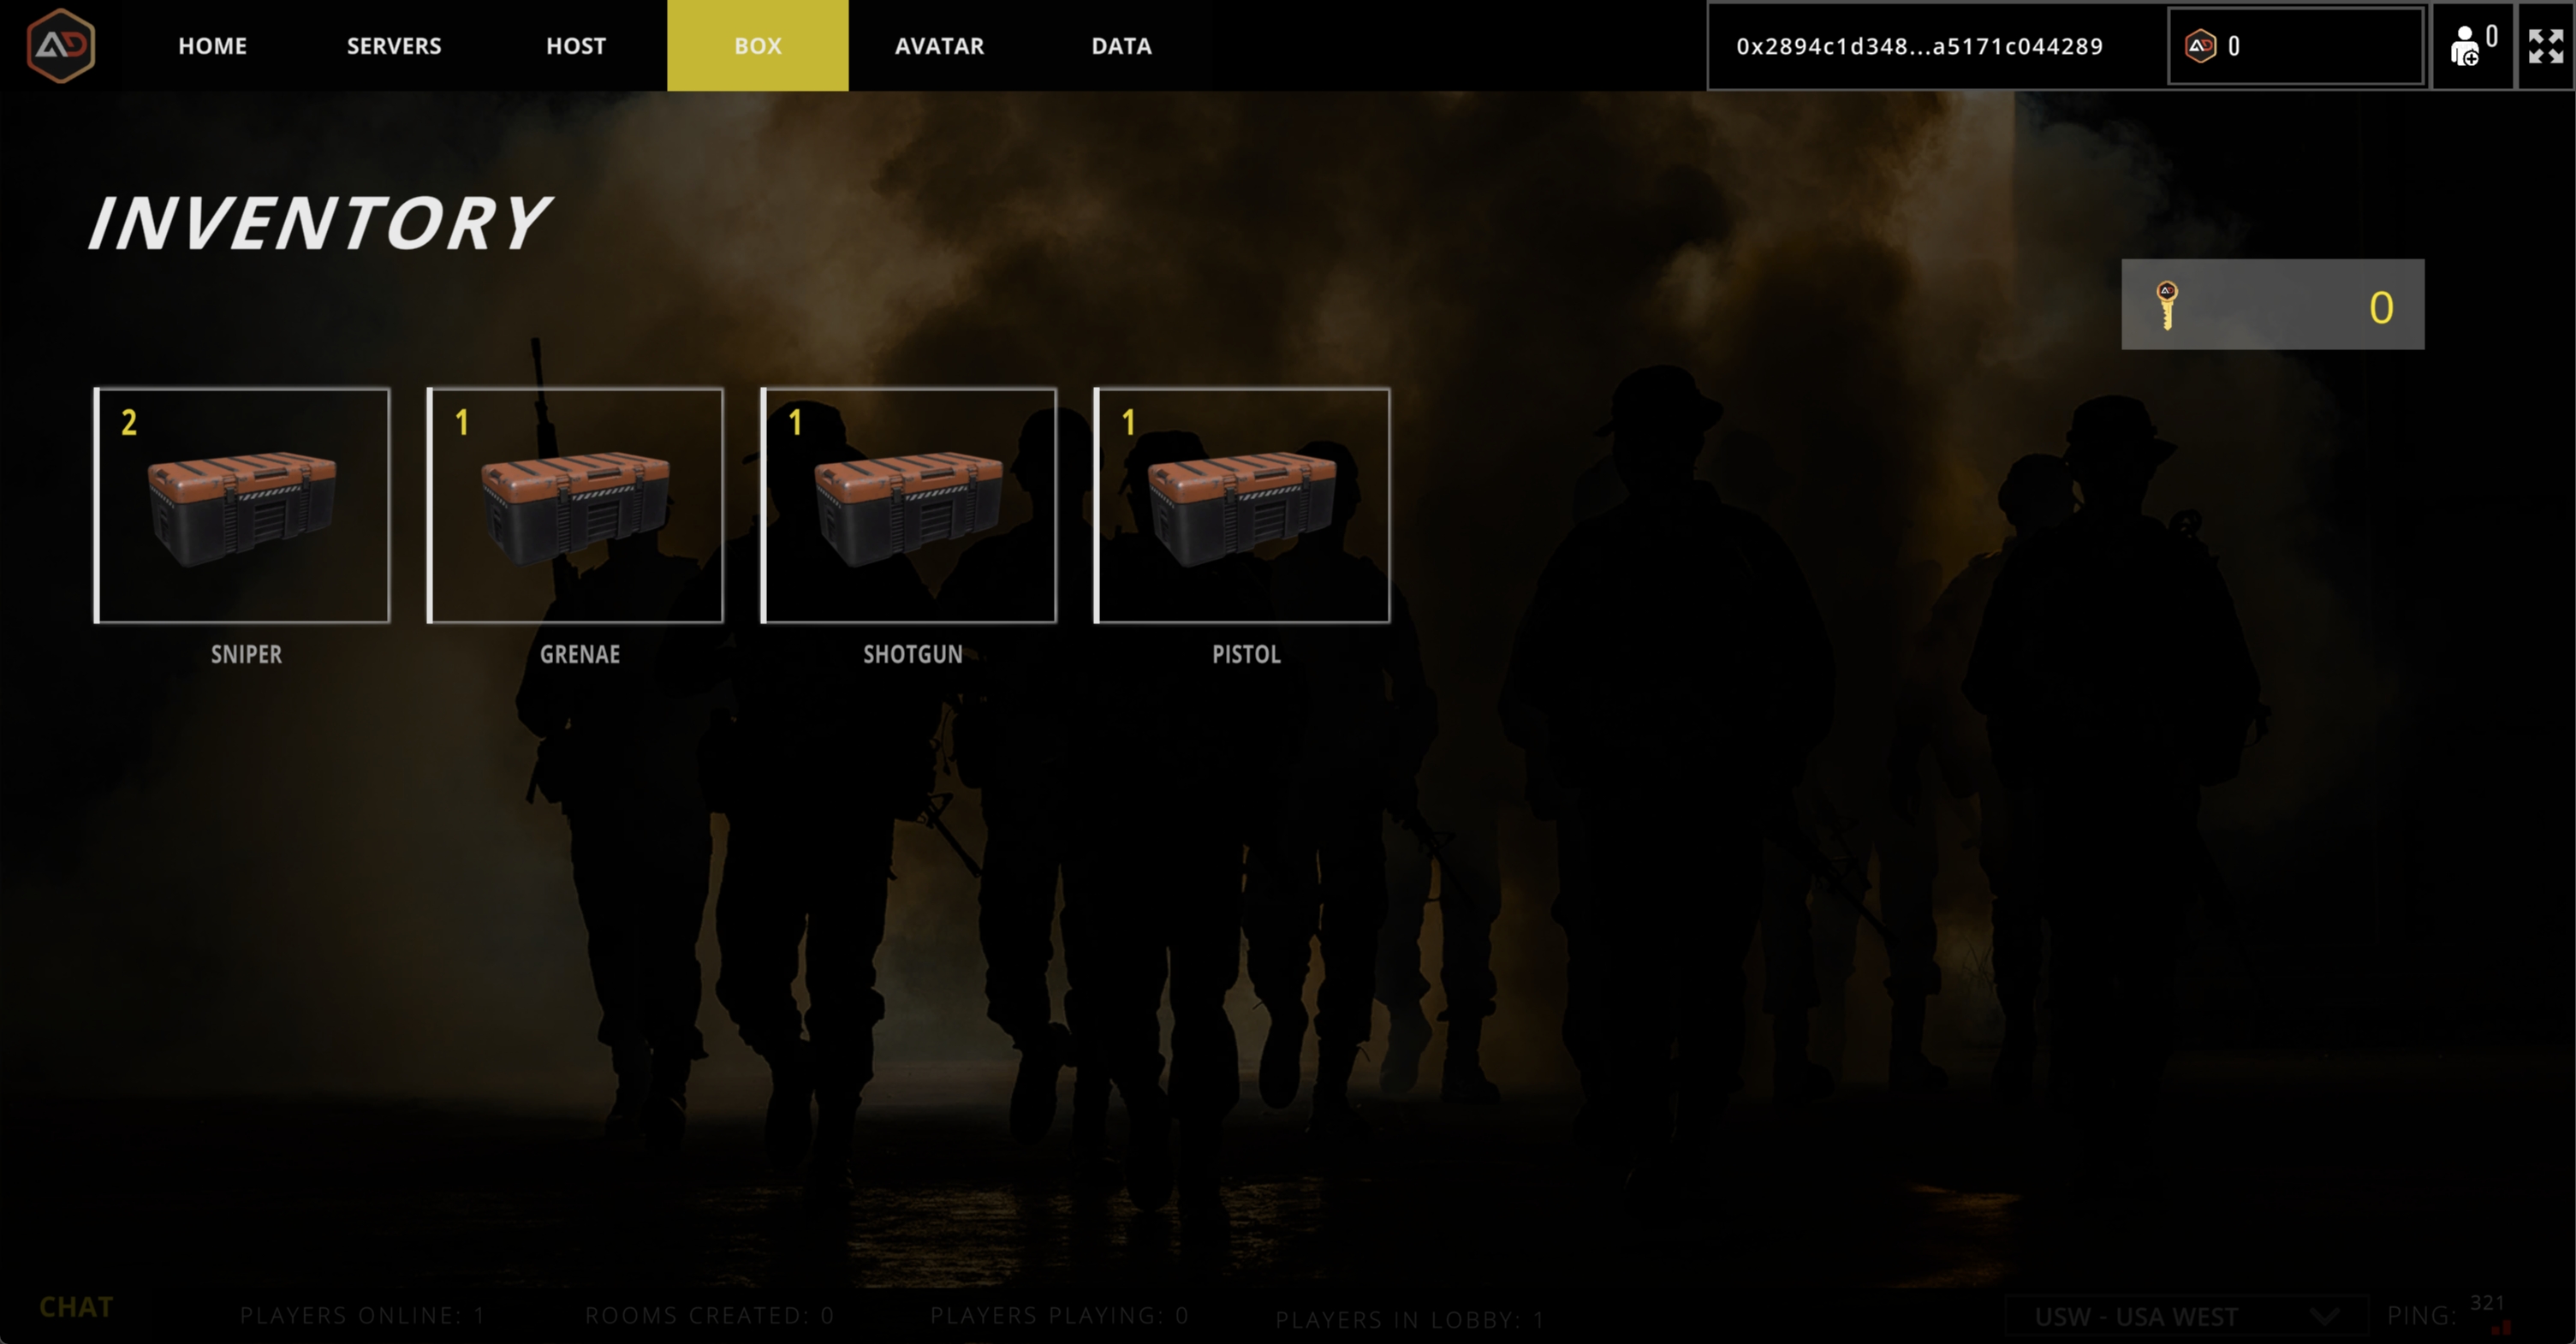 HOME SERVERS HOST BOX AVATAR DATA 0x2894c1d348...a5171c044289 0 0
INVENTORY
0
2 1 1 1
SNIPER GRENAE SHOTGUN PISTOL
CHAT PLAYERS ONLINE: 1 ROOMS CREATED: 0 PLAYERS PLAYING: 0 PLAYERS IN LOBBY: 1 USW - USA WEST PING: 321